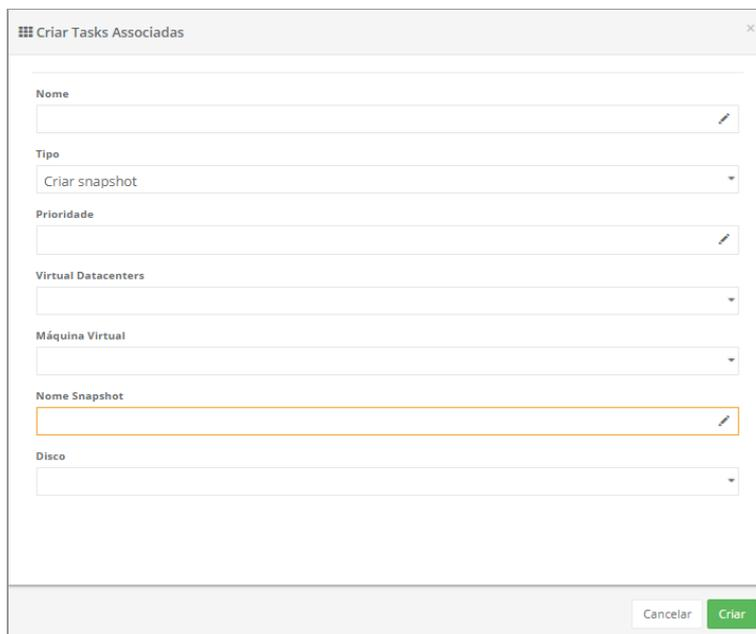 Criar Tasks Associadas
×
Nome
Tipo
Criar snapshot
Prioridade
Virtual Datacenters
Máquina Virtual
Nome Snapshot
Disco
Cancelar
Criar